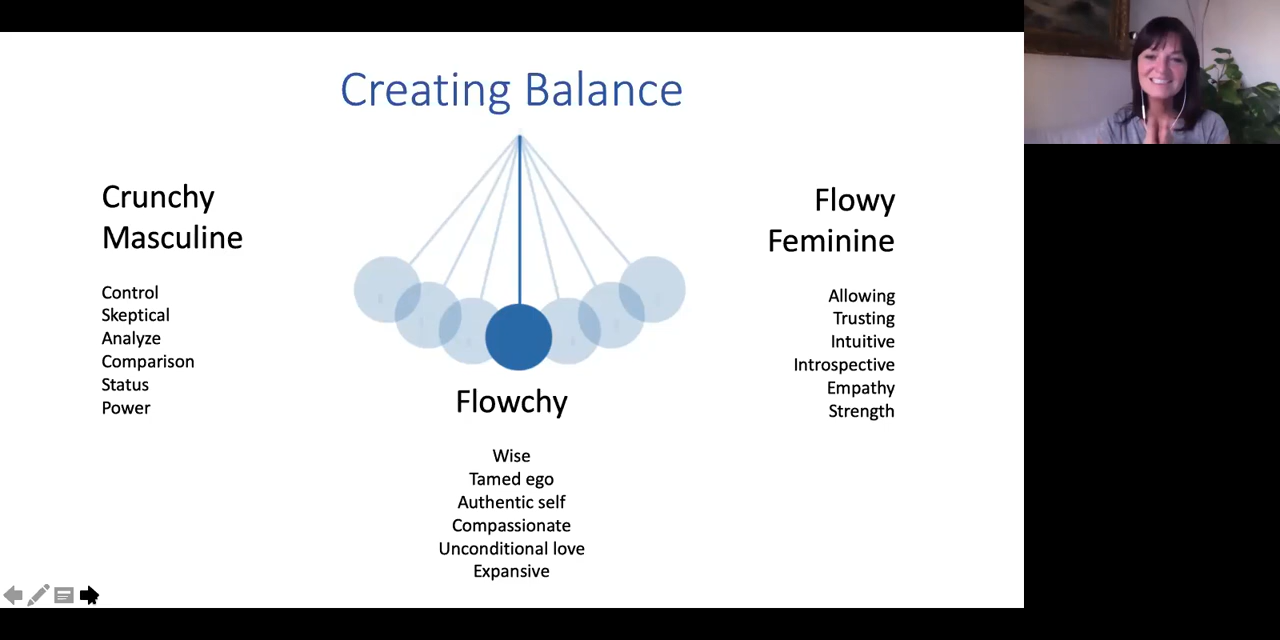 Creating Balance
Crunchy
Masculine
Control
Skeptical
Analyze
Comparison
Status
Power
Flowy
Feminine
Allowing
Trusting
Intuitive
Introspective
Empathy
Strength
Flowchy
Wise
Tamed ego
Authentic self
Compassionate
Unconditional love
Expansive